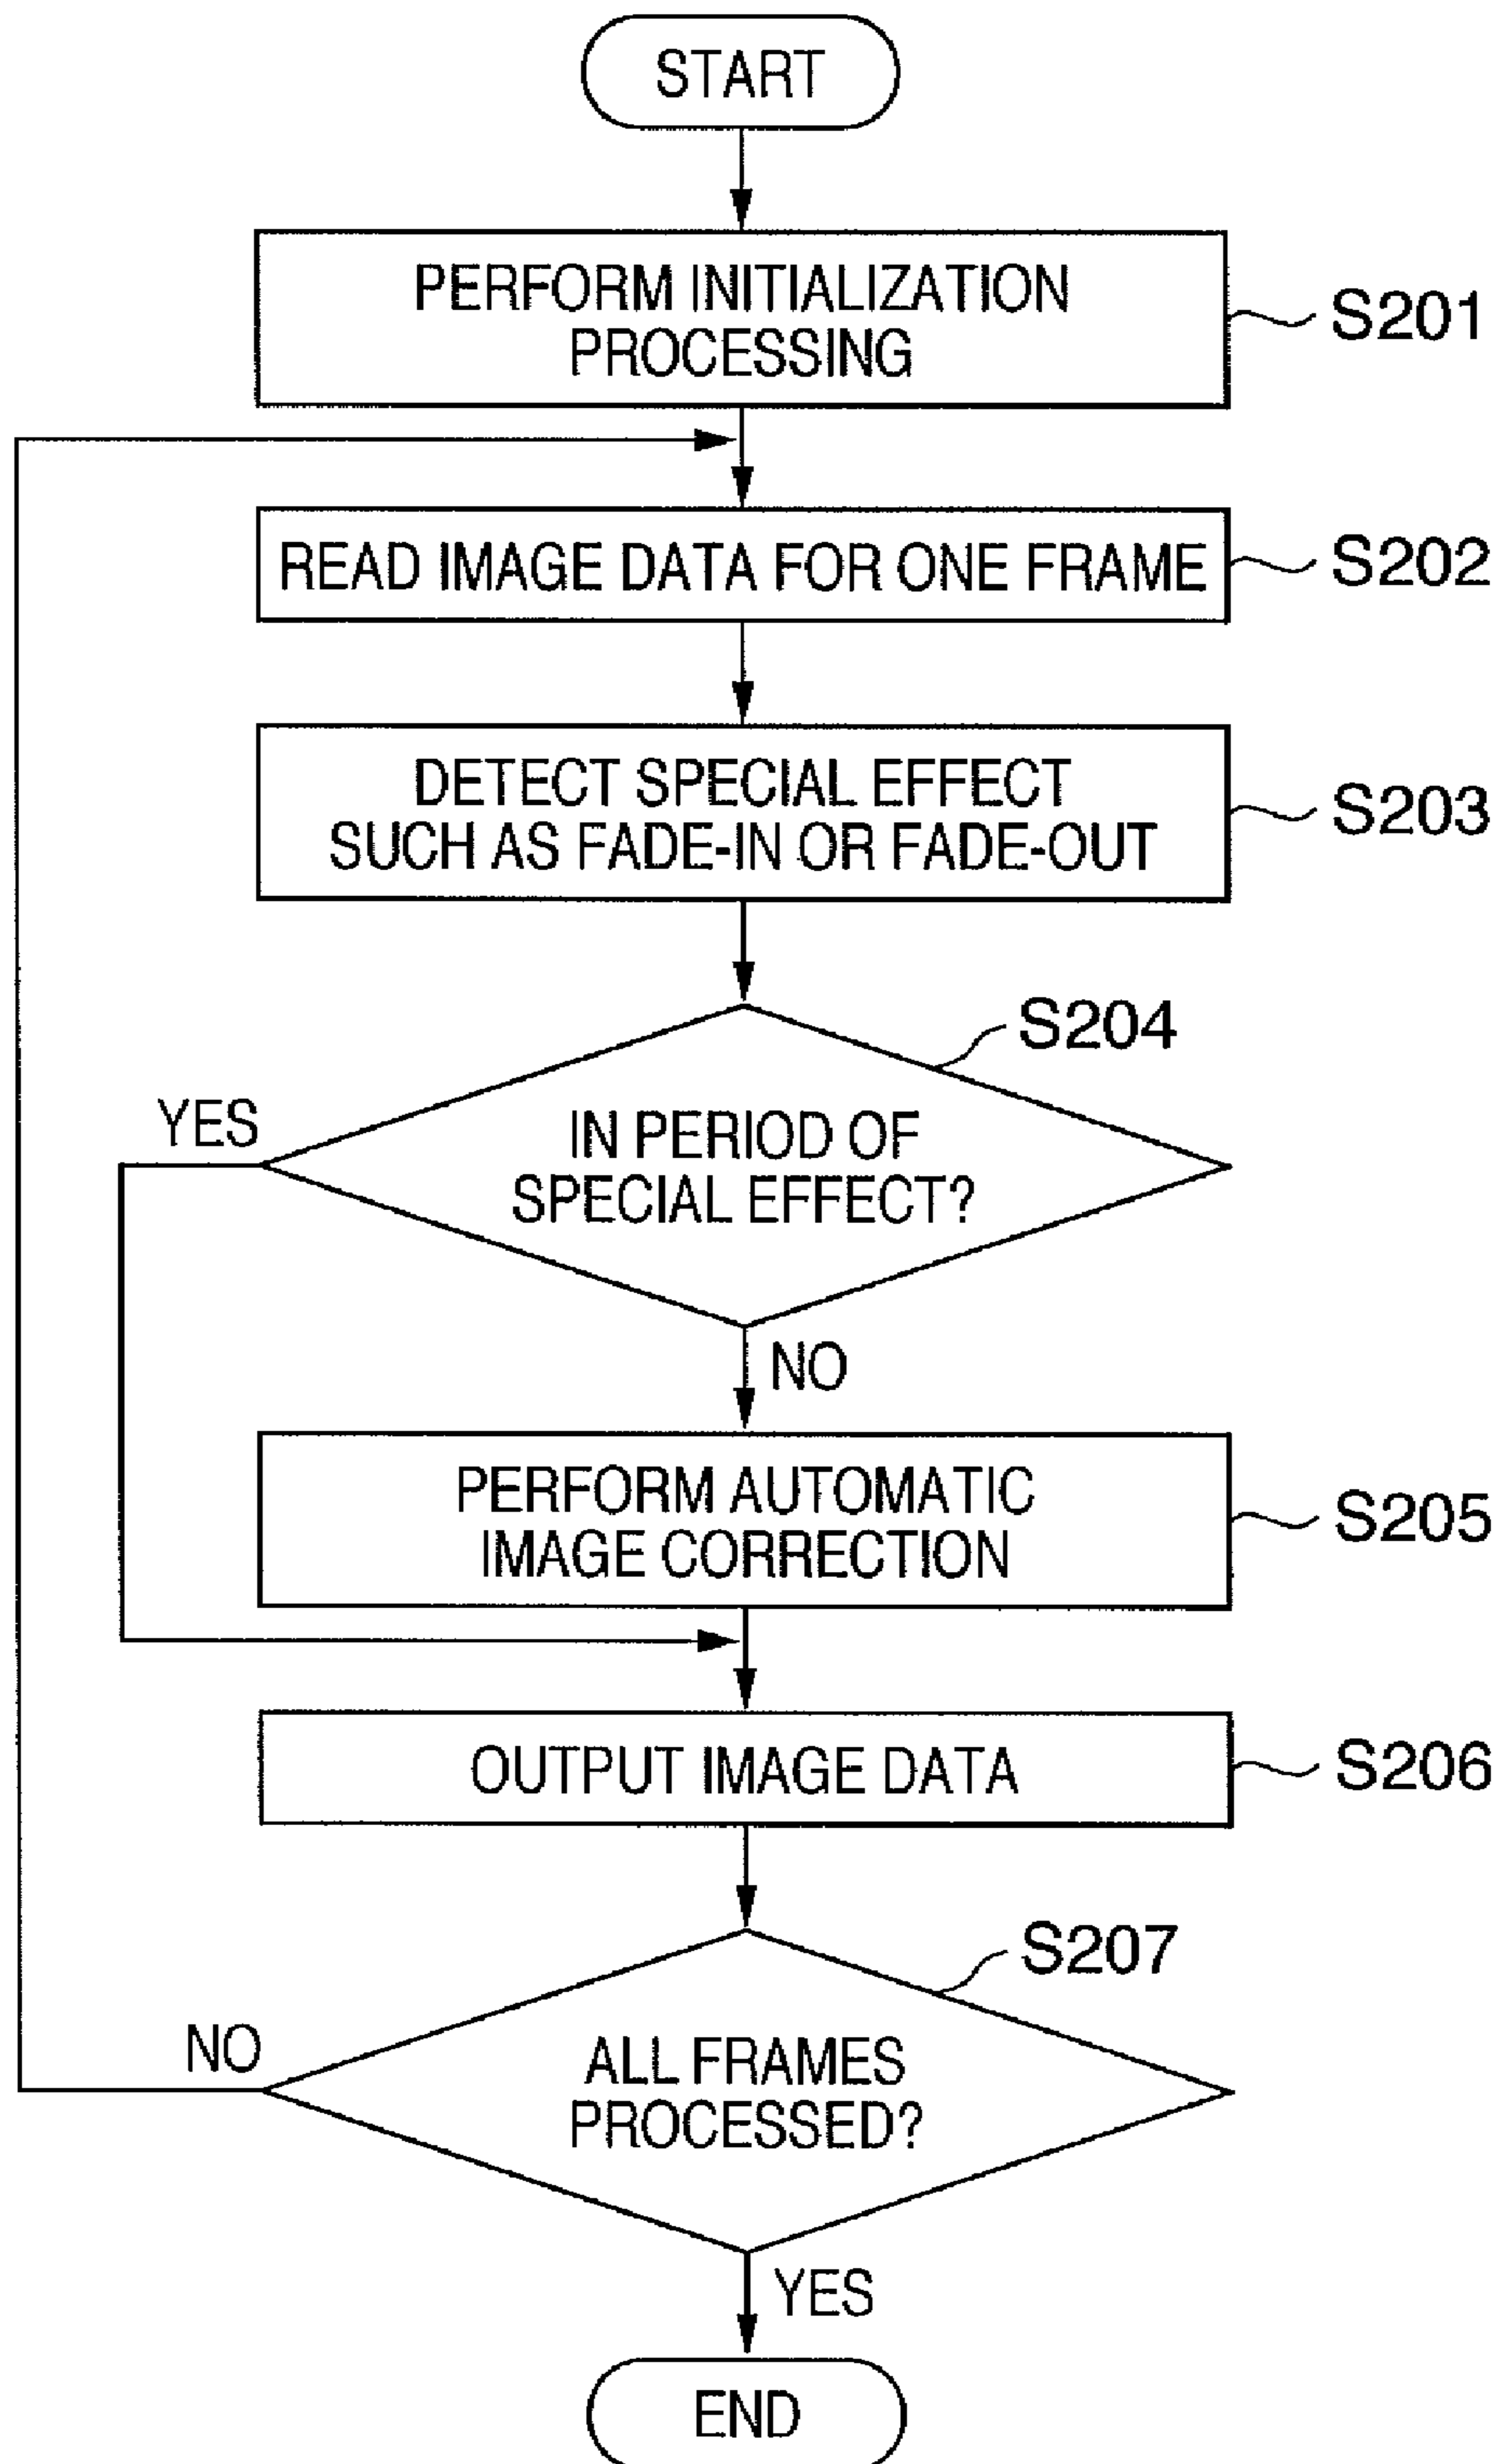 START
PERFORM INITIALIZATION
PROCESSING
S201
READ IMAGE DATA FOR ONE FRAME
S202
DETECT SPECIAL EFFECT
SUCH AS FADE-IN OR FADE-OUT
S203
S204
YES
IN PERIOD OF
SPECIAL EFFECT?
NO
PERFORM AUTOMATIC
IMAGE CORRECTION
S205
OUTPUT IMAGE DATA
S206
S207
NO
ALL FRAMES
PROCESSED?
YES
END